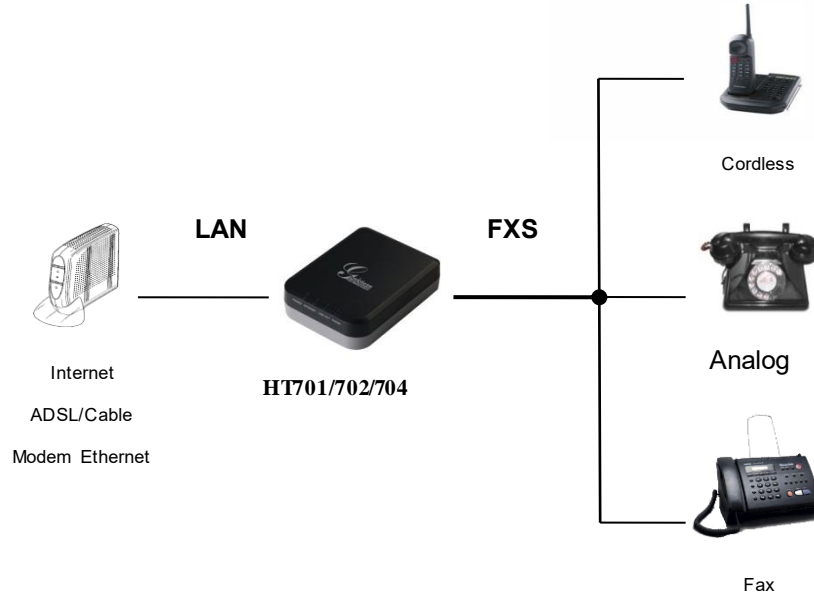 Cordless
LAN
FXS
Internet
ADSL/Cable
Modem Ethernet
HT701/702/704
Analog
Fax